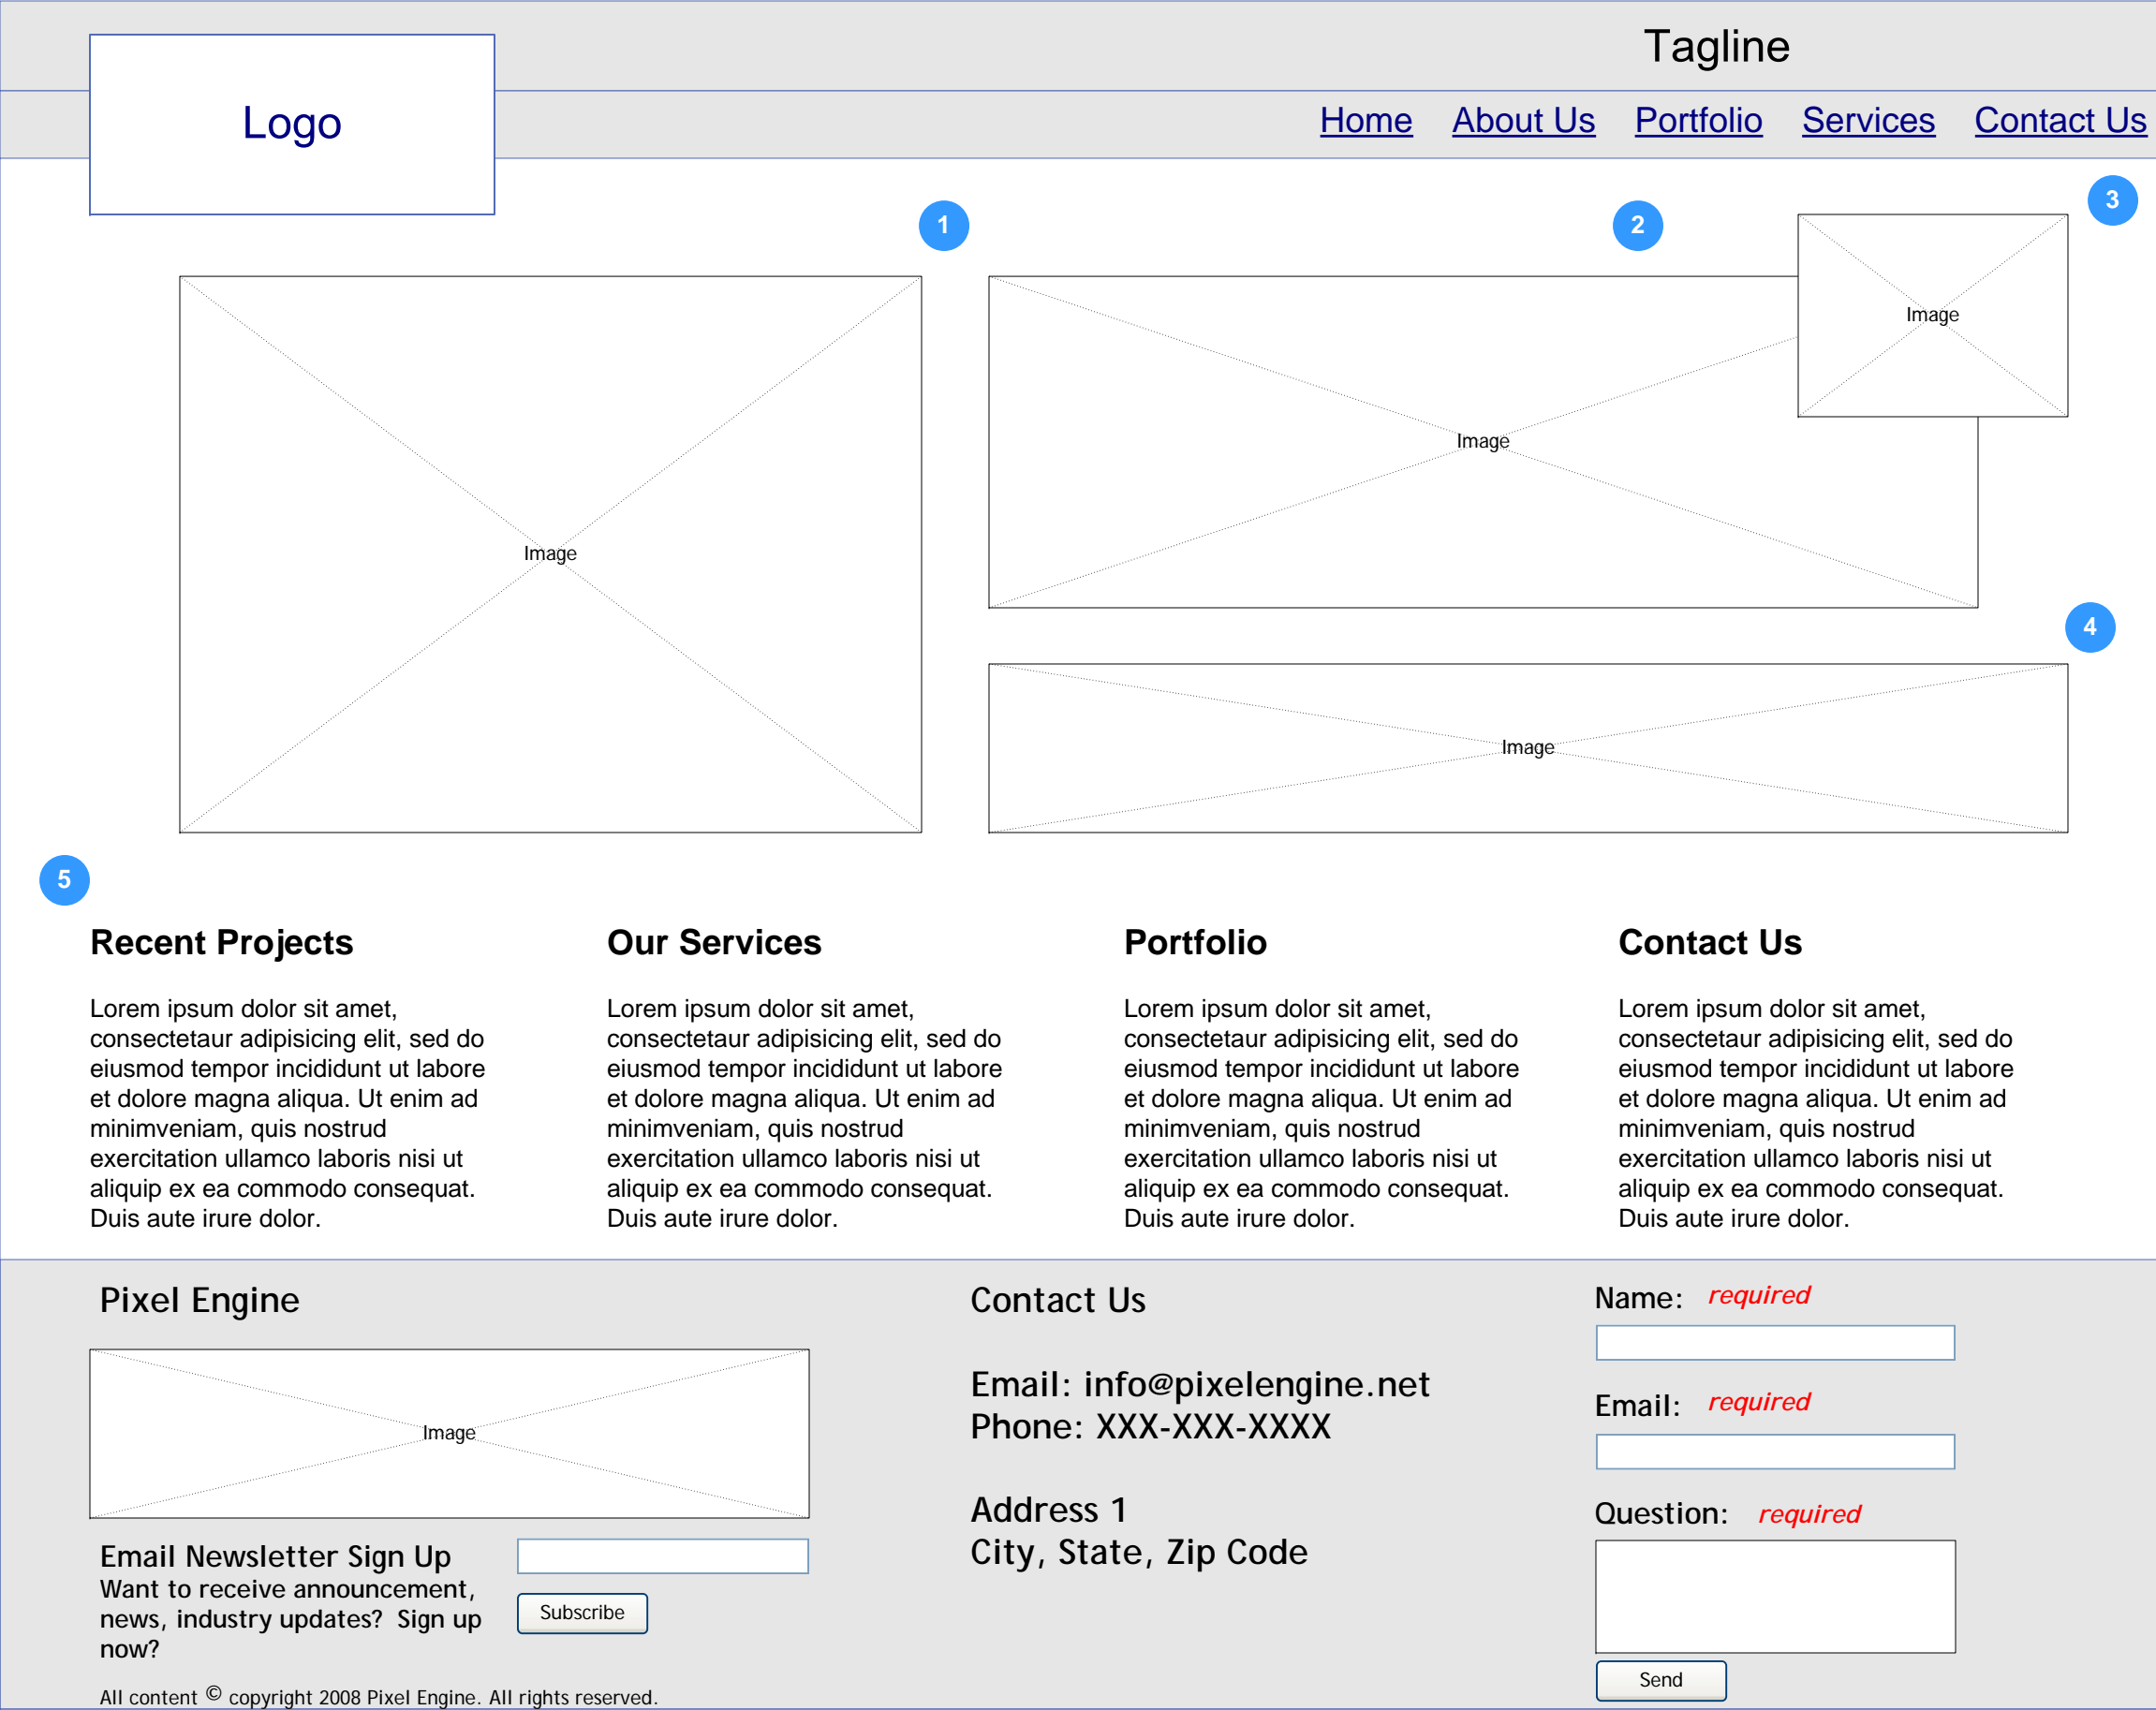 Tagline
Logo
Home About Us Portfolio Services Contact Us
1
2
3
Image
Image
Image
4
Image
5
Recent Projects
Lorem ipsum dolor sit amet,
consectetaur adipisicing elit, sed do
eiusmod tempor incididunt ut labore
et dolore magna aliqua. Ut enim ad
minimveniam, quis nostrud
exercitation ullamco laboris nisi ut
aliquip ex ea commodo consequat.
Duis aute irure dolor.
Our Services
Lorem ipsum dolor sit amet,
consectetaur adipisicing elit, sed do
eiusmod tempor incididunt ut labore
et dolore magna aliqua. Ut enim ad
minimveniam, quis nostrud
exercitation ullamco laboris nisi ut
aliquip ex ea commodo consequat.
Duis aute irure dolor.
Portfolio
Lorem ipsum dolor sit amet,
consectetaur adipisicing elit, sed do
eiusmod tempor incididunt ut labore
et dolore magna aliqua. Ut enim ad
minimveniam, quis nostrud
exercitation ullamco laboris nisi ut
aliquip ex ea commodo consequat.
Duis aute irure dolor.
Contact Us
Lorem ipsum dolor sit amet,
consectetaur adipisicing elit, sed do
eiusmod tempor incididunt ut labore
et dolore magna aliqua. Ut enim ad
minimveniam, quis nostrud
exercitation ullamco laboris nisi ut
aliquip ex ea commodo consequat.
Duis aute irure dolor.
Pixel Engine
Image
Email Newsletter Sign Up
Want to receive announcement,
news, industry updates? Sign up
now?
Subscribe
All content © copyright 2008 Pixel Engine. All rights reserved.
Contact Us
Email: info@pixelengine.net
Phone: XXX-XXX-XXXX
Address 1
City, State, Zip Code
Name: required
Email: required
Question: required
Send